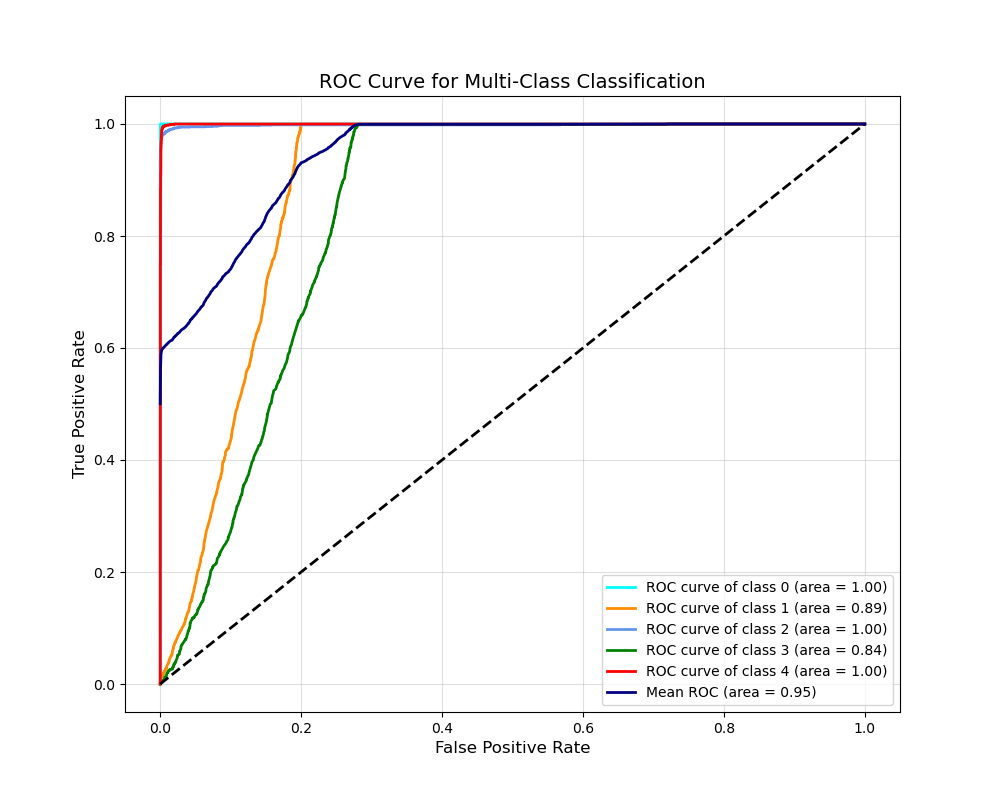 ROC Curve for Multi-Class Classification
True Positive Rate
1.0
0.8
0.6
0.4
0.2
0.0
0.0 0.2 0.4 0.6 0.8 1.0
False Positive Rate
ROC curve of class 0 (area = 1.00)
ROC curve of class 1 (area = 0.89)
ROC curve of class 2 (area = 1.00)
ROC curve of class 3 (area = 0.84)
ROC curve of class 4 (area = 1.00)
Mean ROC (area = 0.95)